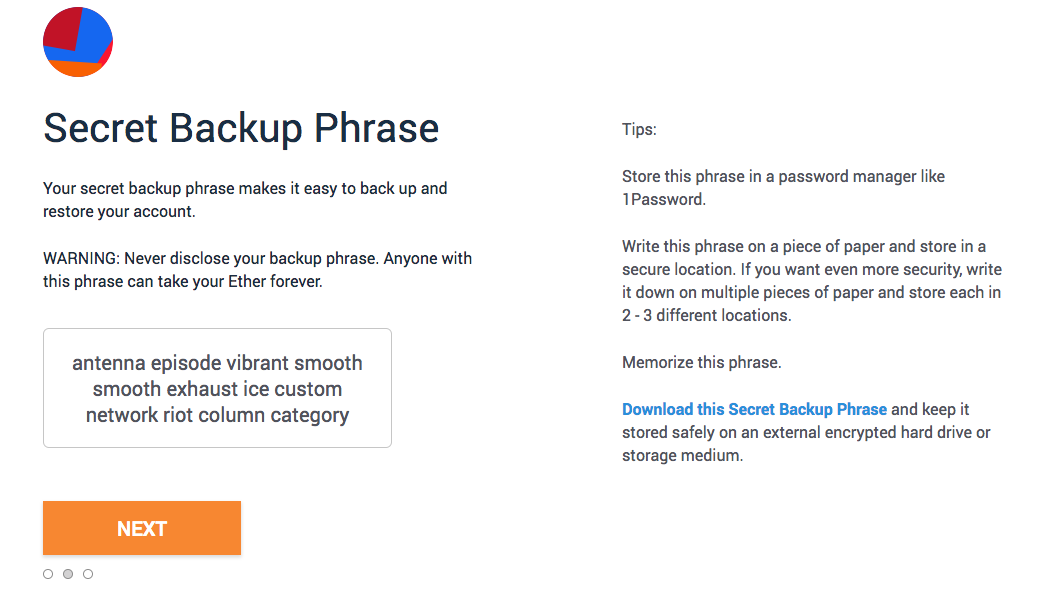 Secret Backup Phrase
Your secret backup phrase makes it easy to back up and
restore your account.
WARNING: Never disclose your backup phrase. Anyone with
this phrase can take your Ether forever.
antenna episode vibrant smooth
smooth exhaust ice custom
network riot column category
NEXT
Tips:
Store this phrase in a password manager like
1Password.
Write this phrase on a piece of paper and store in a
secure location. If you want even more security, write
it down on multiple pieces of paper and store each in
2 - 3 different locations.
Memorize this phrase.
Download this Secret Backup Phrase and keep it
stored safely on an external encrypted hard drive or
storage medium.